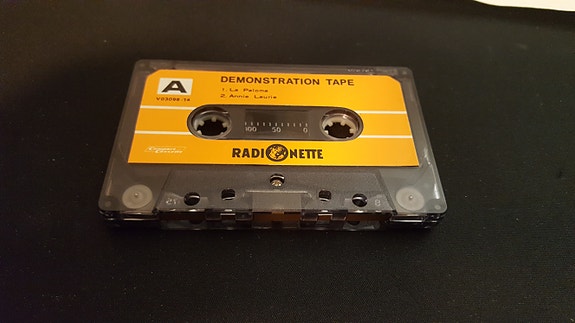 A
DEMONSTRATION TAPE
1. La Paloma
2. Annie Laurie
100 50 0
RADIONETTE